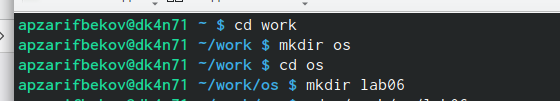 apzarifbekov@dk4n71 ~ $ cd work
apzarifbekov@dk4n71 ~/work $ mkdir os
apzarifbekov@dk4n71 ~/work $ cd os
apzarifbekov@dk4n71 ~/work/os $ mkdir lab06